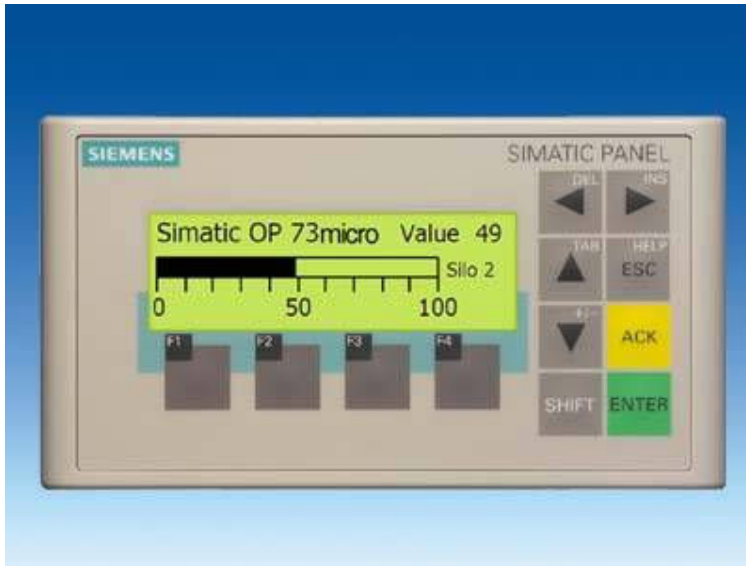 SIEMENS
SIMATIC PANEL
DEL
INS
Simatic OP 73micro Value 49
Silo 2
0 50 100
TAB
HELP
ESC
F1 F2 F3 F4
+/-
ACK
SHIFT
ENTER